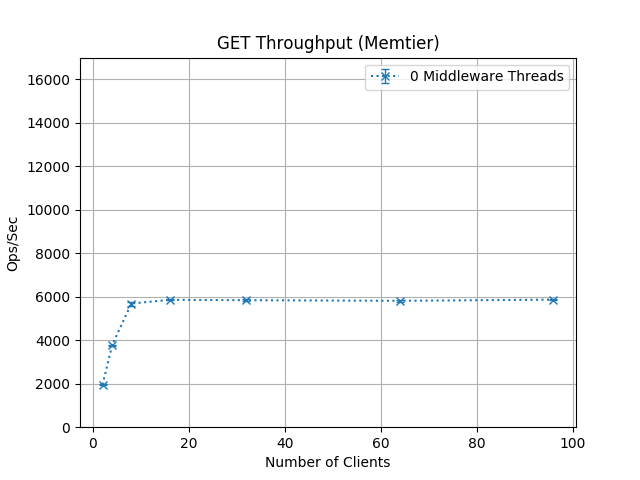 GET Throughput (Memtier)
0 Middleware Threads
Ops/Sec
16000
14000
12000
10000
8000
6000
4000
2000
0
0 20 40 60 80 100
Number of Clients